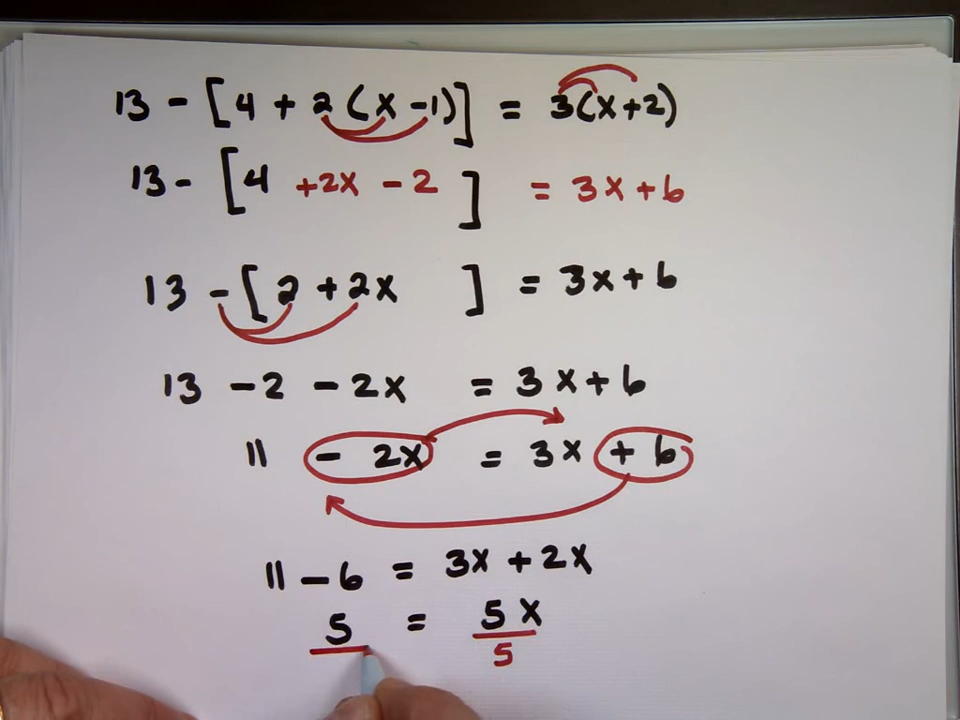 13 - [4 + 2(x - 1)] = 3(x + 2)
13 - [4 + 2x - 2] = 3x + 6
13 - [2 + 2x] = 3x + 6
13 - 2 - 2x = 3x + 6
11 - 2x = 3x + 6
11 - 6 = 3x + 2x
5 = 5x
5